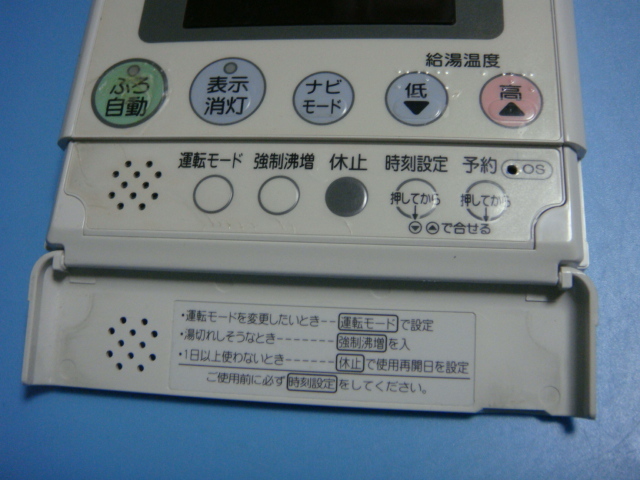 給湯温度
ふろ自動
表示消灯
ナビモード
低
高
運転モード 強制沸増 休止 時刻設定 予約 OS
押してから 押してから
で合せる
・運転モードを変更したいとき-- 運転モード で設定
・湯切れしそうなとき------- 強制沸増 を入
・1日以上使わないとき------ 休止 で使用再開日を設定
ご使用前に必ず 時刻設定 をしてください。